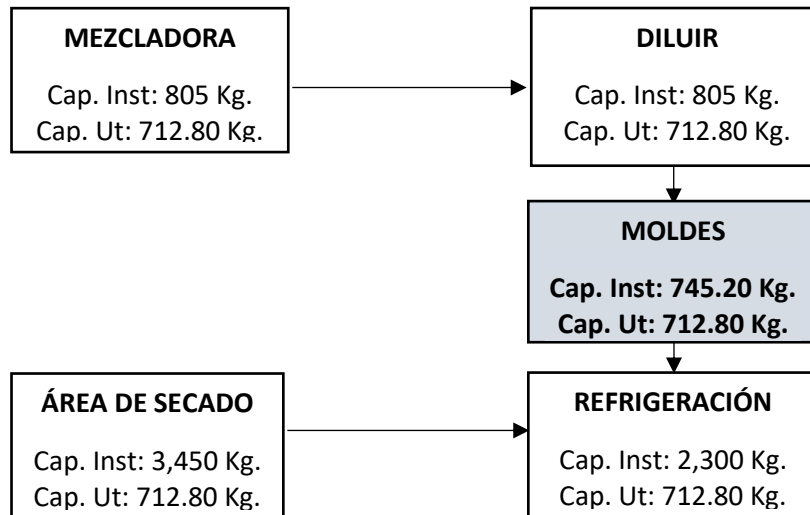 MEZCLADORA
Cap. Inst: 805 Kg.
Cap. Ut: 712.80 Kg.
DILUIR
Cap. Inst: 805 Kg.
Cap. Ut: 712.80 Kg.
MOLDES
Cap. Inst: 745.20 Kg.
Cap. Ut: 712.80 Kg.
ÁREA DE SECADO
Cap. Inst: 3,450 Kg.
Cap. Ut: 712.80 Kg.
REFRIGERACIÓN
Cap. Inst: 2,300 Kg.
Cap. Ut: 712.80 Kg.